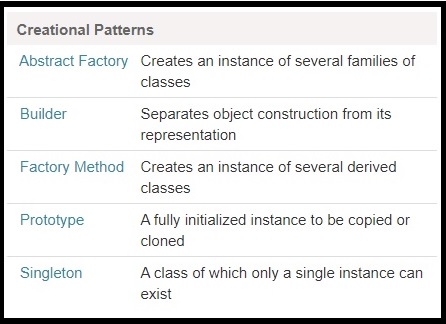 Creational Patterns
Abstract Factory Creates an instance of several families of
classes
Builder Separates object construction from its
representation
Factory Method Creates an instance of several derived
classes
Prototype A fully initialized instance to be copied or
cloned
Singleton A class of which only a single instance can
exist